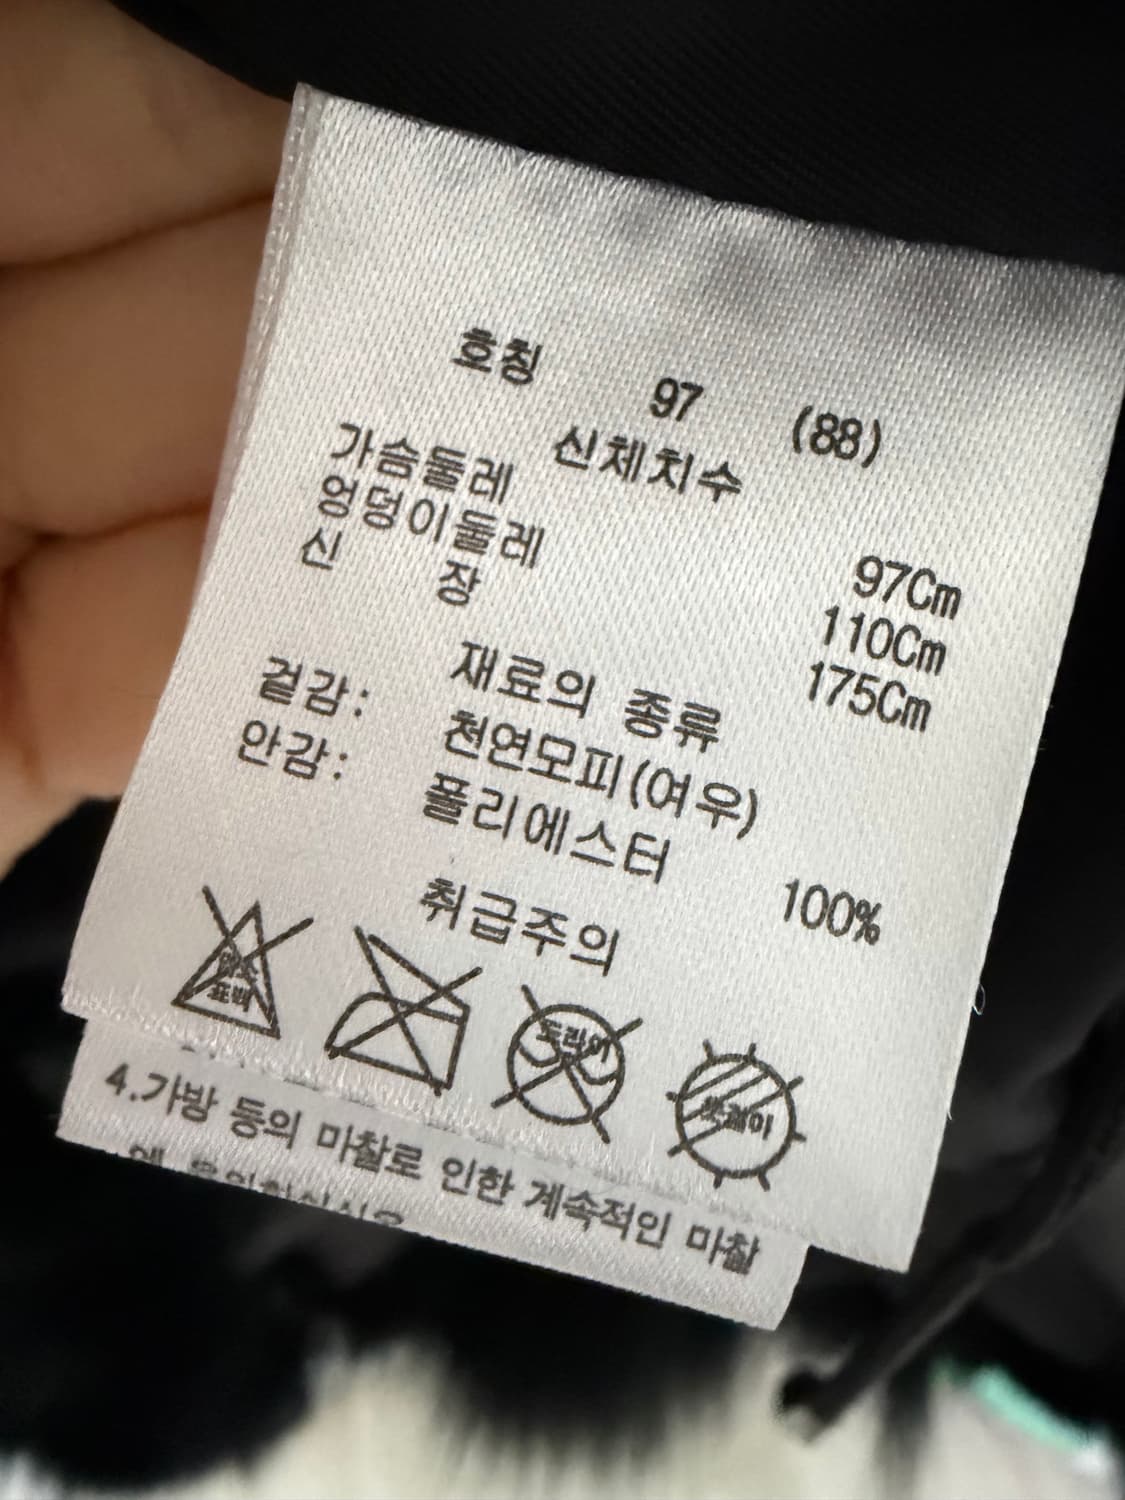 호칭 97 (88)
신체치수
가슴둘레 97Cm
엉덩이둘레 110Cm
신 장 175Cm
재료의 종류
겉감: 천연모피(여우)
안감: 폴리에스터 100%
취급주의
표백
드라이
4.가방 등의 마찰로 인한 계속적인 마찰